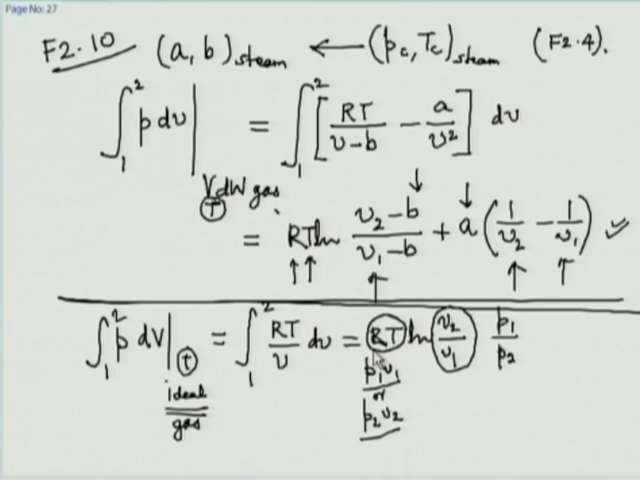 Page No: 27
F2.10 (a, b)steam ← (pc, Tc)steam (F2.4).
∫₁² p dv | VdW gas. (T) = ∫₁² [RT/(v-b) - a/v²] dv
= RT ln (v₂-b)/(v₁-b) + a (1/v₂ - 1/v₁) ✓
∫₁² p dV | (T) ideal gas = ∫₁² RT/v dv = RT ln v₂/v₁ p₁/p₂
p₁v₁
or
p₂v₂